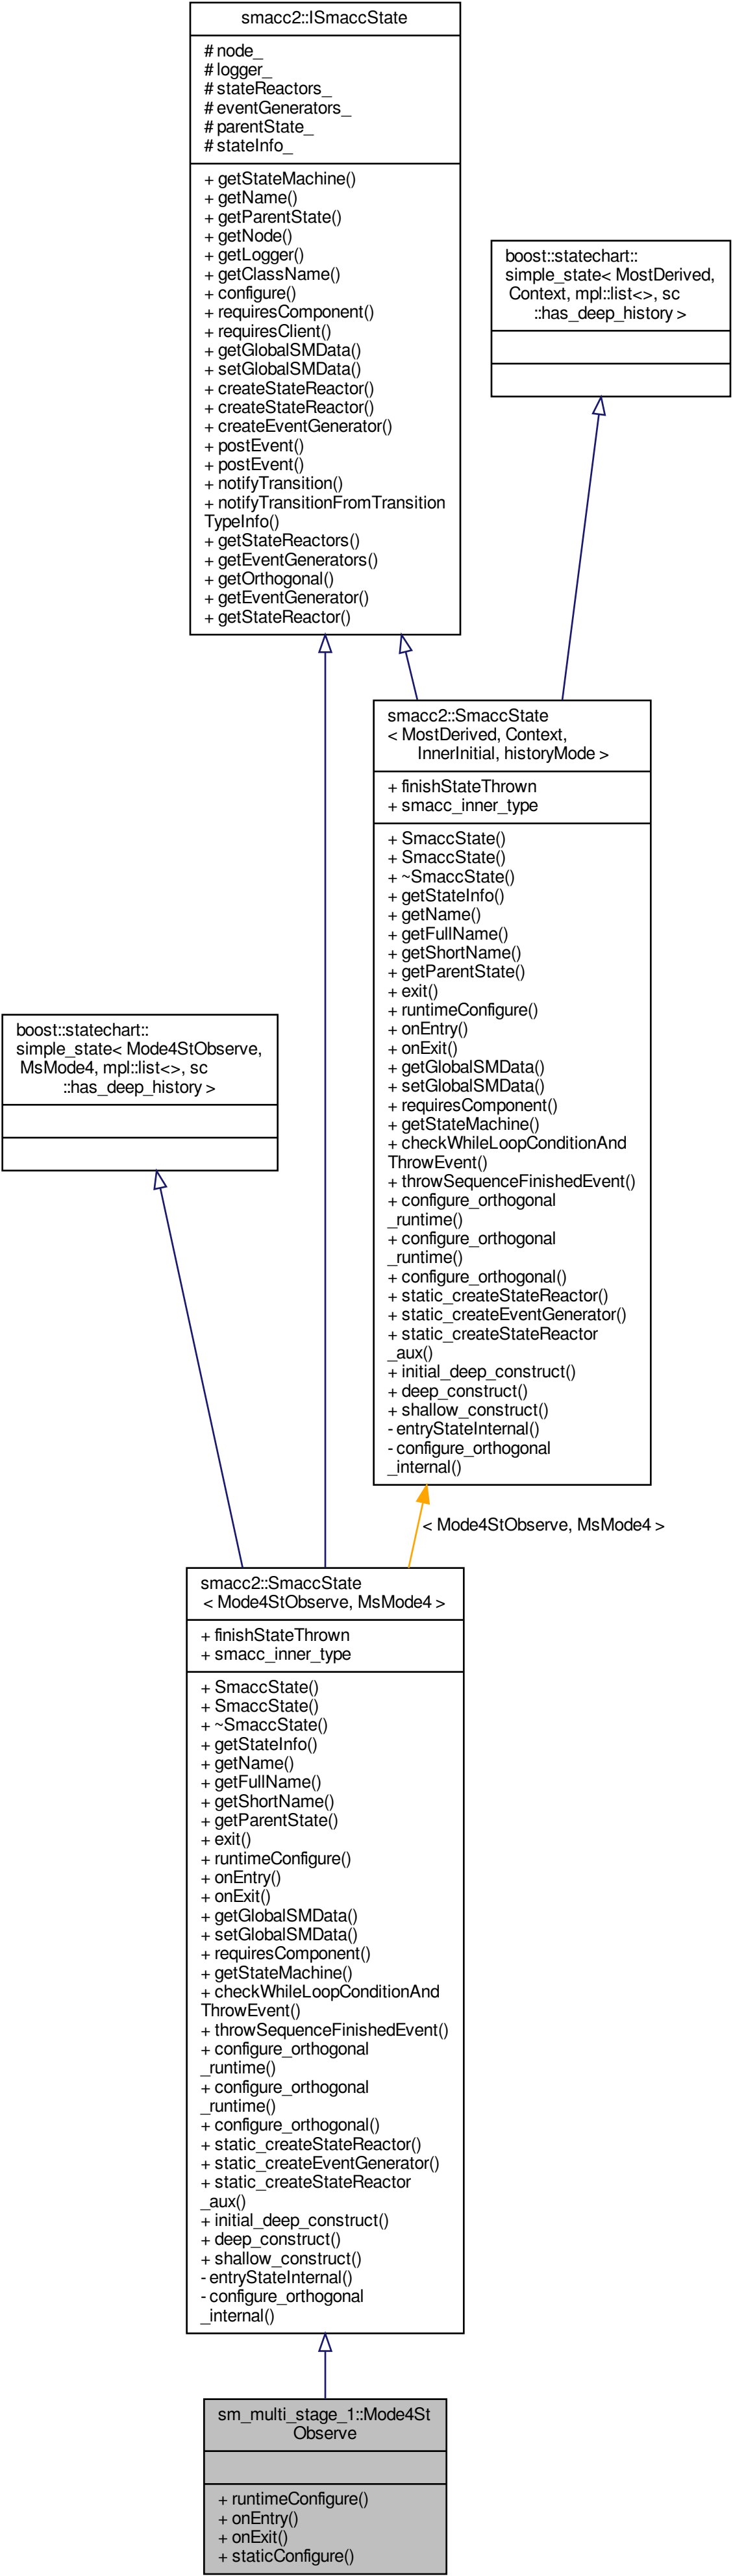 smacc2::ISmaccState
# node_
# logger_
# stateReactors_
# eventGenerators_
# parentState_
# stateInfo_
+ getStateMachine()
+ getName()
+ getParentState()
+ getNode()
+ getLogger()
+ getClassName()
+ configure()
+ requiresComponent()
+ requiresClient()
+ getGlobalSMData()
+ setGlobalSMData()
+ createStateReactor()
+ createStateReactor()
+ createEventGenerator()
+ postEvent()
+ postEvent()
+ notifyTransition()
+ notifyTransitionFromTransition
TypeInfo()
+ getStateReactors()
+ getEventGenerators()
+ getOrthogonal()
+ getEventGenerator()
+ getStateReactor()
boost::statechart::
simple_state< MostDerived,
Context, mpl::list<>, sc
::has_deep_history >
smacc2::SmaccState
< MostDerived, Context,
InnerInitial, historyMode >
+ finishStateThrown
+ smacc_inner_type
+ SmaccState()
+ SmaccState()
+ ~SmaccState()
+ getStateInfo()
+ getName()
+ getFullName()
+ getShortName()
+ getParentState()
+ exit()
+ runtimeConfigure()
+ onEntry()
+ onExit()
+ getGlobalSMData()
+ setGlobalSMData()
+ requiresComponent()
+ getStateMachine()
+ checkWhileLoopConditionAnd
ThrowEvent()
+ throwSequenceFinishedEvent()
+ configure_orthogonal
_runtime()
+ configure_orthogonal
_runtime()
+ configure_orthogonal()
+ static_createStateReactor()
+ static_createEventGenerator()
+ static_createStateReactor
_aux()
+ initial_deep_construct()
+ deep_construct()
+ shallow_construct()
- entryStateInternal()
- configure_orthogonal
_internal()
boost::statechart::
simple_state< Mode4StObserve,
MsMode4, mpl::list<>, sc
::has_deep_history >
< Mode4StObserve, MsMode4 >
smacc2::SmaccState
< Mode4StObserve, MsMode4 >
+ finishStateThrown
+ smacc_inner_type
+ SmaccState()
+ SmaccState()
+ ~SmaccState()
+ getStateInfo()
+ getName()
+ getFullName()
+ getShortName()
+ getParentState()
+ exit()
+ runtimeConfigure()
+ onEntry()
+ onExit()
+ getGlobalSMData()
+ setGlobalSMData()
+ requiresComponent()
+ getStateMachine()
+ checkWhileLoopConditionAnd
ThrowEvent()
+ throwSequenceFinishedEvent()
+ configure_orthogonal
_runtime()
+ configure_orthogonal
_runtime()
+ configure_orthogonal()
+ static_createStateReactor()
+ static_createEventGenerator()
+ static_createStateReactor
_aux()
+ initial_deep_construct()
+ deep_construct()
+ shallow_construct()
- entryStateInternal()
- configure_orthogonal
_internal()
sm_multi_stage_1::Mode4St
Observe
+ runtimeConfigure()
+ onEntry()
+ onExit()
+ staticConfigure()